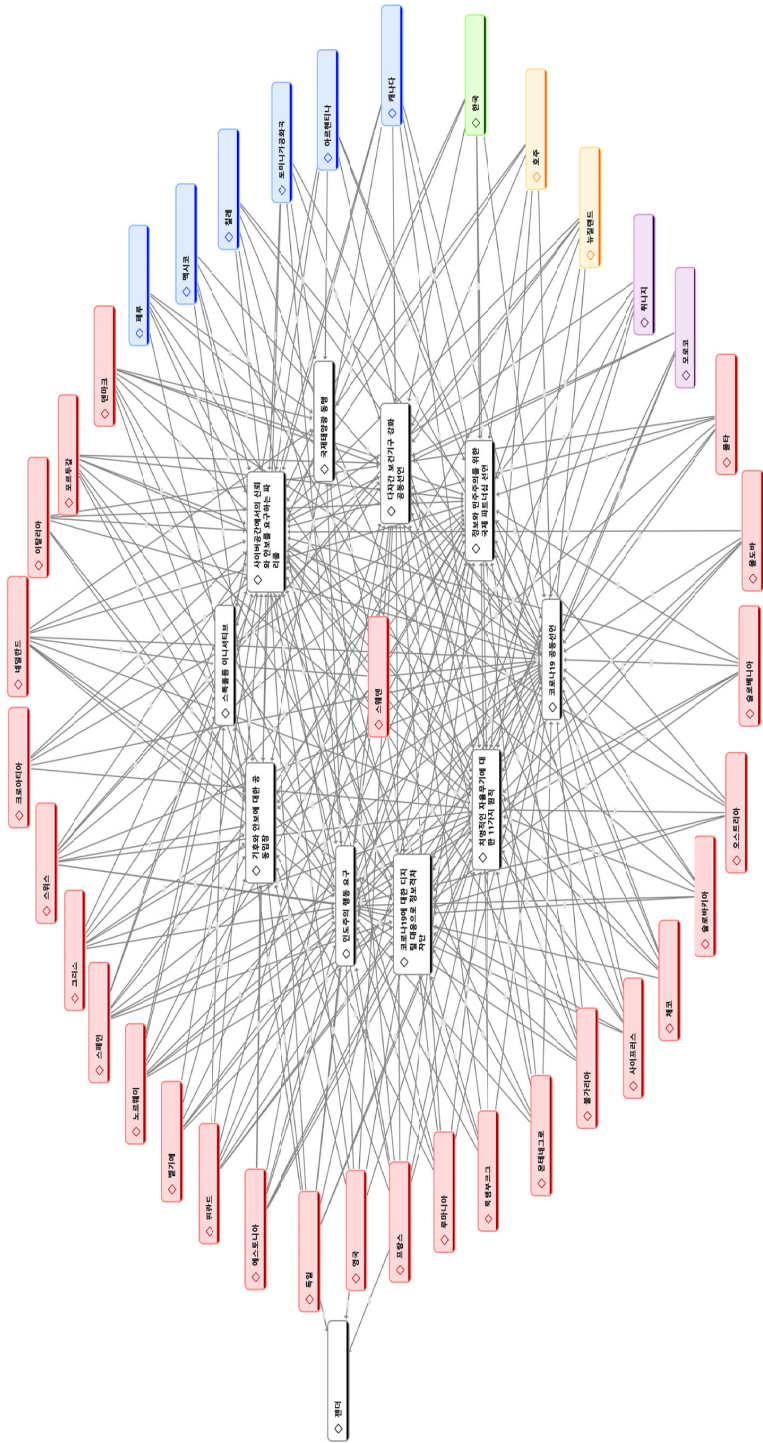 캐나다
한국
아르헨티나
호주
도미니카공화국
칠레
뉴질랜드
멕시코
튀니지
페루
모로코
덴마크
몰타
포르투갈
이탈리아
몰도바
네덜란드
슬로베니아
크로아티아
오스트리아
스위스
슬로바키아
그리스
체코
스페인
사이프러스
노르웨이
불가리아
벨기에
몬테네그로
핀란드
룩셈부르크
에스토니아
루마니아
독일
영국
프랑스
스웨덴
젠더
국제태양광 동맹
다자간 보건기구 강화
공동선언
정보와 민주주의를 위한
국제 파트너십 선언
사이버공간에서의 신뢰
와 안보를 요구하는 파
리콜
스톡홀름 이니셔티브
코로나19 공동선언
기후와 안보에 대한 공
동입장
치명적인 자율무기에 대
한 11가지 원칙
인도주의 행동 요구
코로나19에 대한 디지
털 대응으로 정보격차
차단